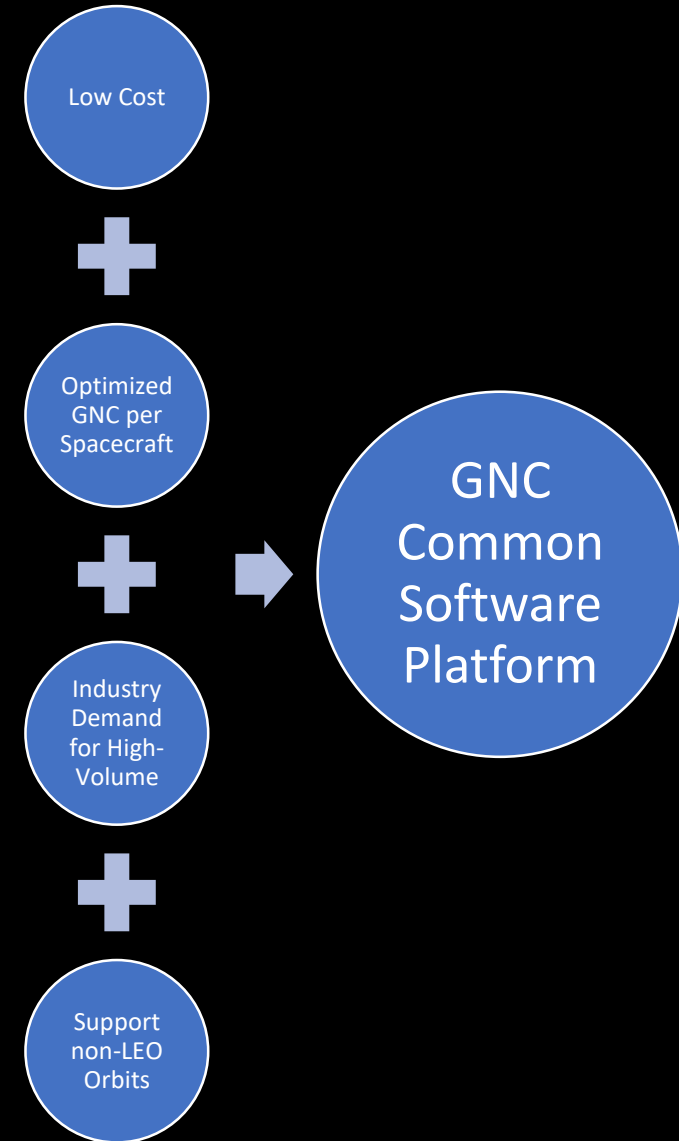 Low Cost
Optimized
GNC per
Spacecraft
Industry
Demand
for High-
Volume
Support
non-LEO
Orbits
GNC
Common
Software
Platform